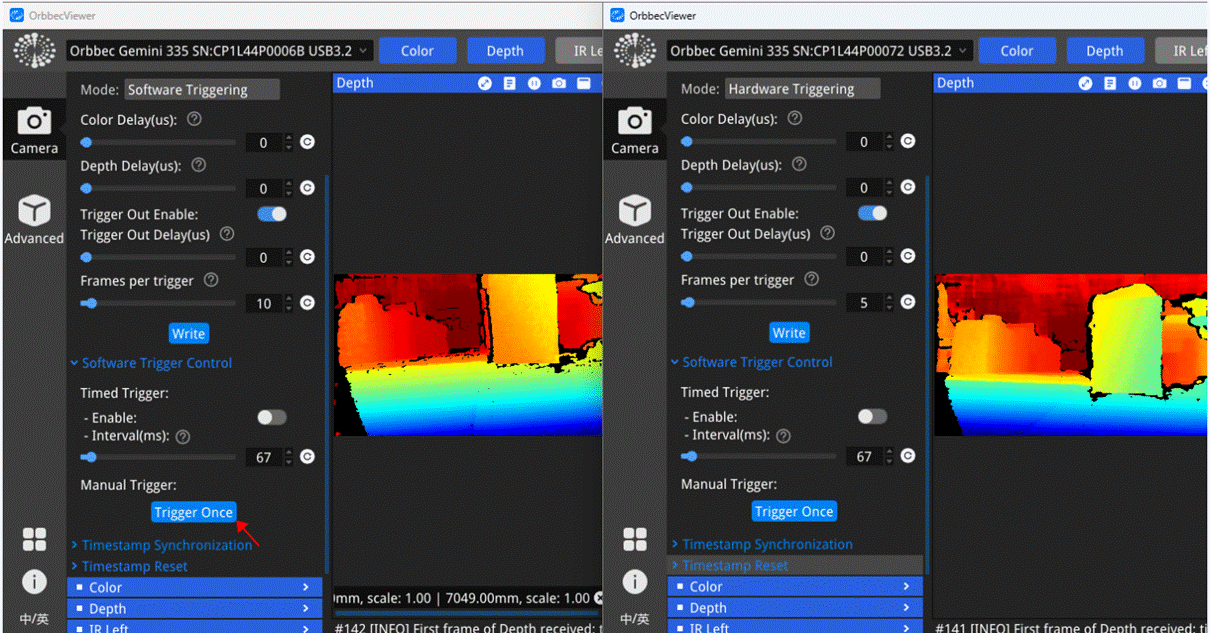 OrbbecViewer
Orbbec Gemini 335 SN:CP1L44P0006B USB3.2
Color
Depth
IR Le
Camera
Advanced
Mode: Software Triggering
Color Delay(us): ?
0
Depth Delay(us): ?
0
Trigger Out Enable:
Trigger Out Delay(us) ?
0
Frames per trigger ?
10
Write
Software Trigger Control
Timed Trigger:
- Enable:
- Interval(ms): ?
67
Manual Trigger:
Trigger Once
Timestamp Synchronization
Timestamp Reset
Color
Depth
IR Left
中/英
Depth
mm, scale: 1.00 | 7049.00mm, scale: 1.00
#142 [INFO] First frame of Depth received:
OrbbecViewer
Orbbec Gemini 335 SN:CP1L44P00072 USB3.2
Color
Depth
IR Lef
Camera
Advanced
Mode: Hardware Triggering
Color Delay(us): ?
0
Depth Delay(us): ?
0
Trigger Out Enable:
Trigger Out Delay(us) ?
0
Frames per trigger ?
5
Write
Software Trigger Control
Timed Trigger:
- Enable:
- Interval(ms): ?
67
Manual Trigger:
Trigger Once
Timestamp Synchronization
Timestamp Reset
Color
Depth
IR Left
中/英
Depth
#141 [INFO] First frame of Depth received: t